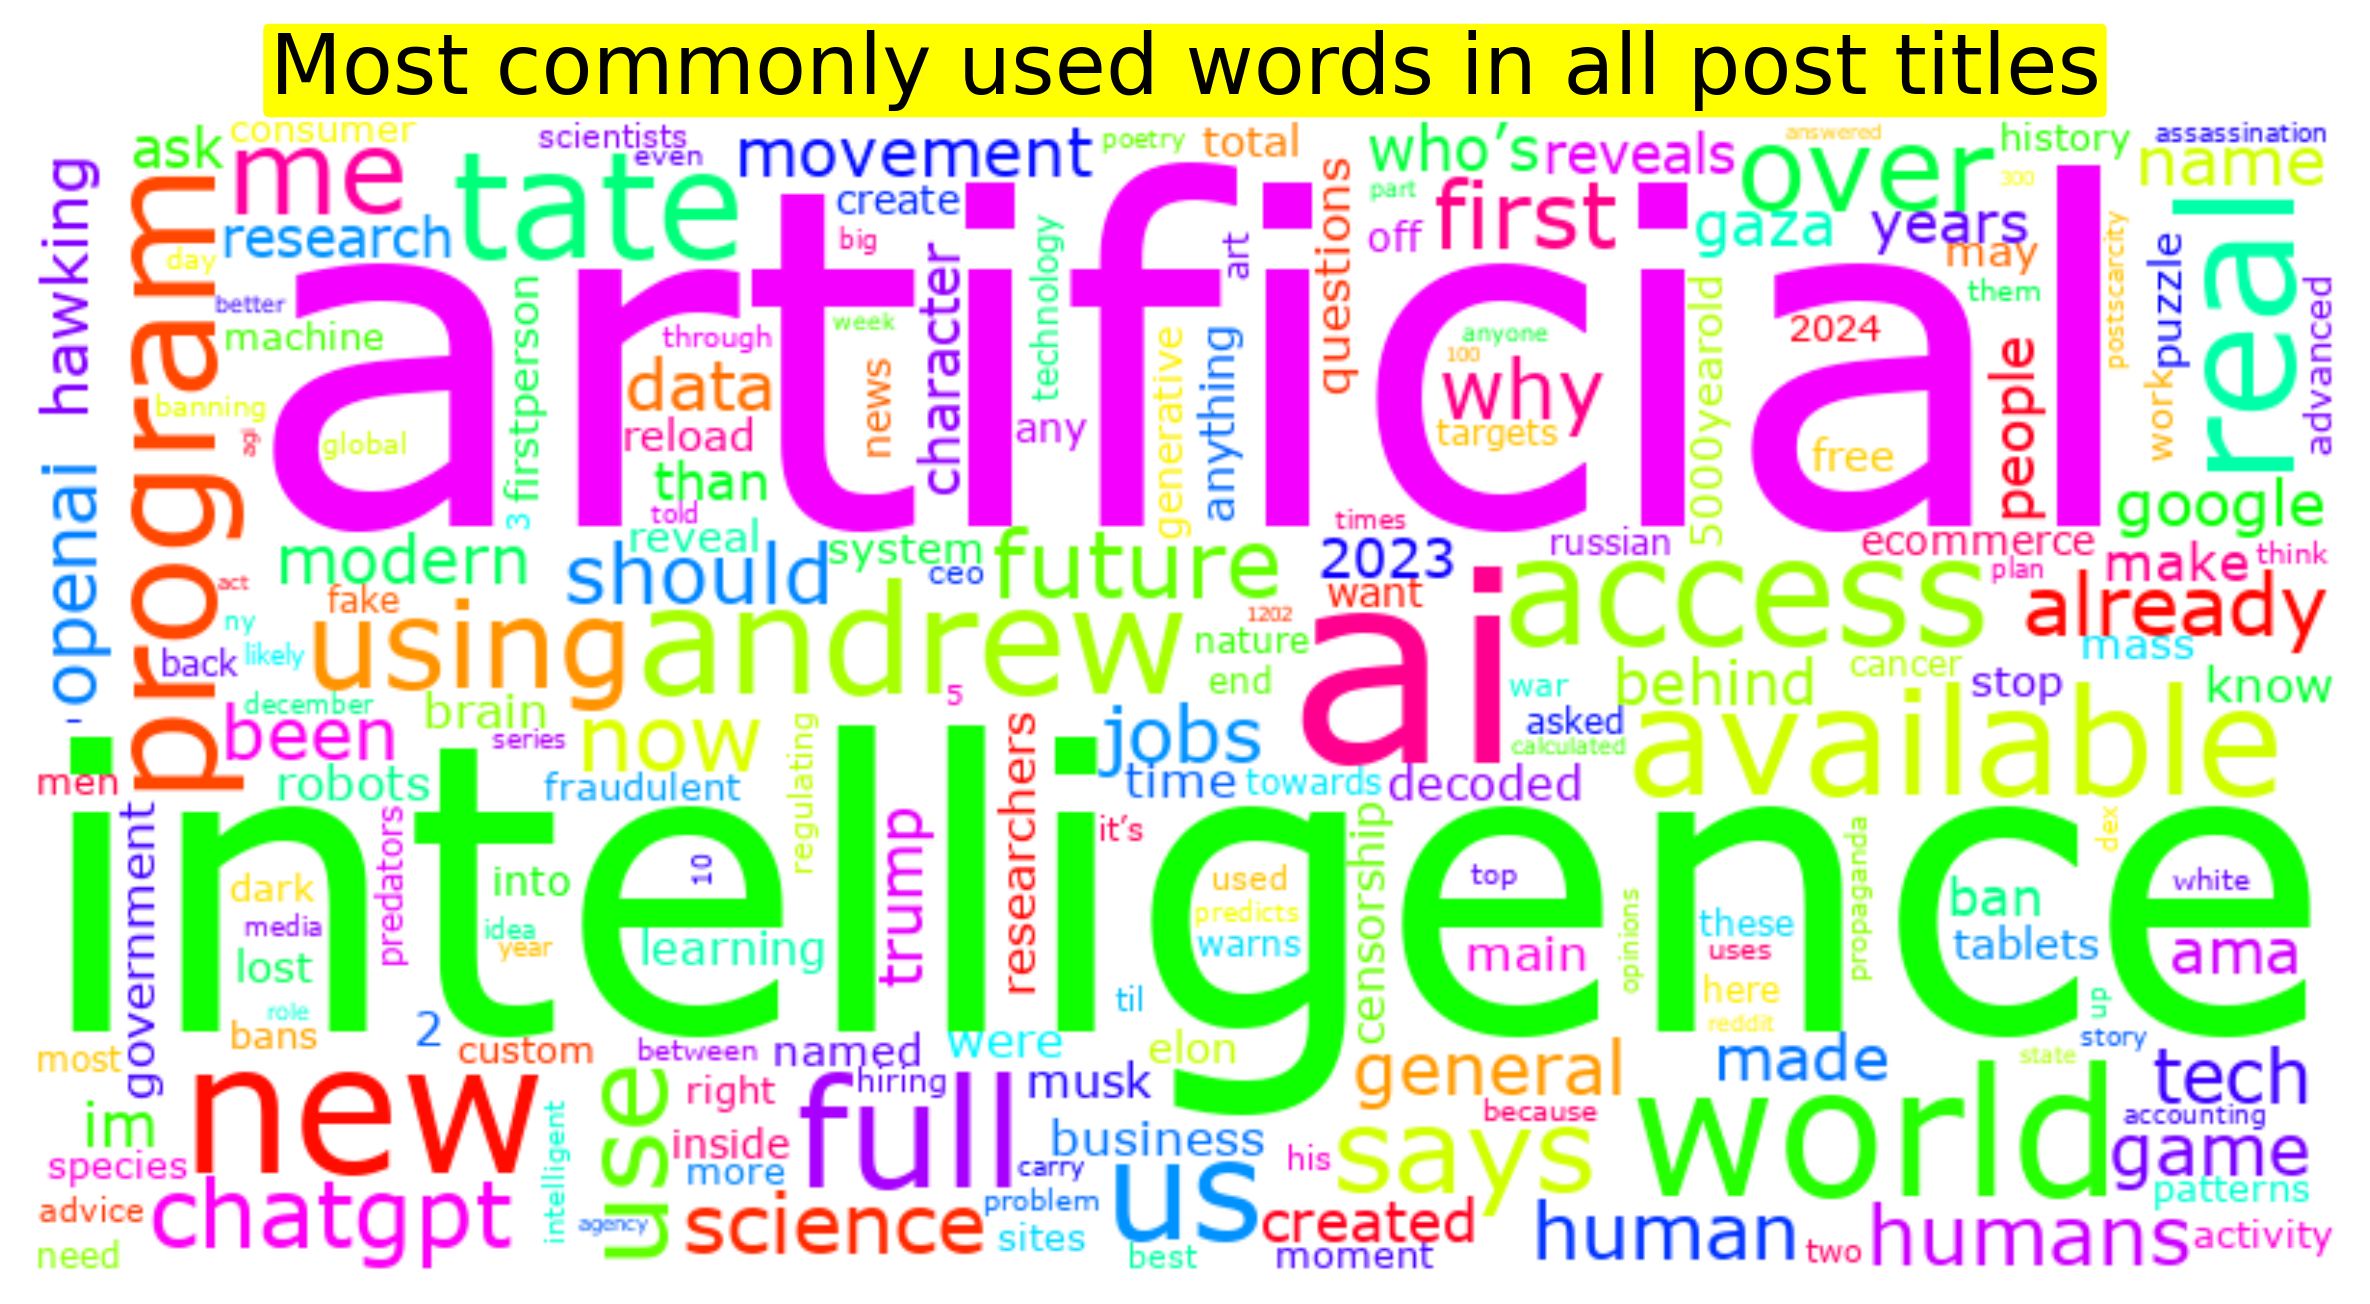 Most commonly used words in all post titles
ask
consumer
scientists
even
movement
poetry
total
who's
reveals
answered
history
assassination
me
tate
create
part
first
over
300
name
hawking
program
research
big
art
questions
off
gaza
years
may
real
day
artificial
better
machine
firstperson
through
week
character
technology
generative
anything
anyone
100
why
targets
5000yearold
2024
them
people
postscarcity
puzzle
work
advanced
banning
agi
global
data
reload
news
any
free
than
told
3
google
openai
modern
reveal
should
system
ceo
future
times
2023
want
russian
ecommerce
plan
make
think
act
fake
using
andrew
1202
nature
end
ai
access
already
mass
ny
back
likely
5
war
behind
cancer
stop
know
december
been
brain
series
now
regulating
researchers
jobs
asked
calculated
available
-
men
robots
fraudulent
time
towards
decoded
intelligence
government
predators
into
10
trump
it's
censorship
used
predicts
warns
top
main
opinions
these
uses
here
reddit
propaganda
dex
ban
tablets
white
ama
dark
media
lost
idea
year
learning
til
up
role
bans
2
most
custom
between
named
were
elon
general
made
state
story
tech
new
use
right
full
hiring
musk
because
world
accounting
im
species
intelligent
inside
more
carry
business
his
says
game
patterns
advice
chatgpt
agency
science
problem
sites
us
created
human
two
humans
activity
need
best
moment